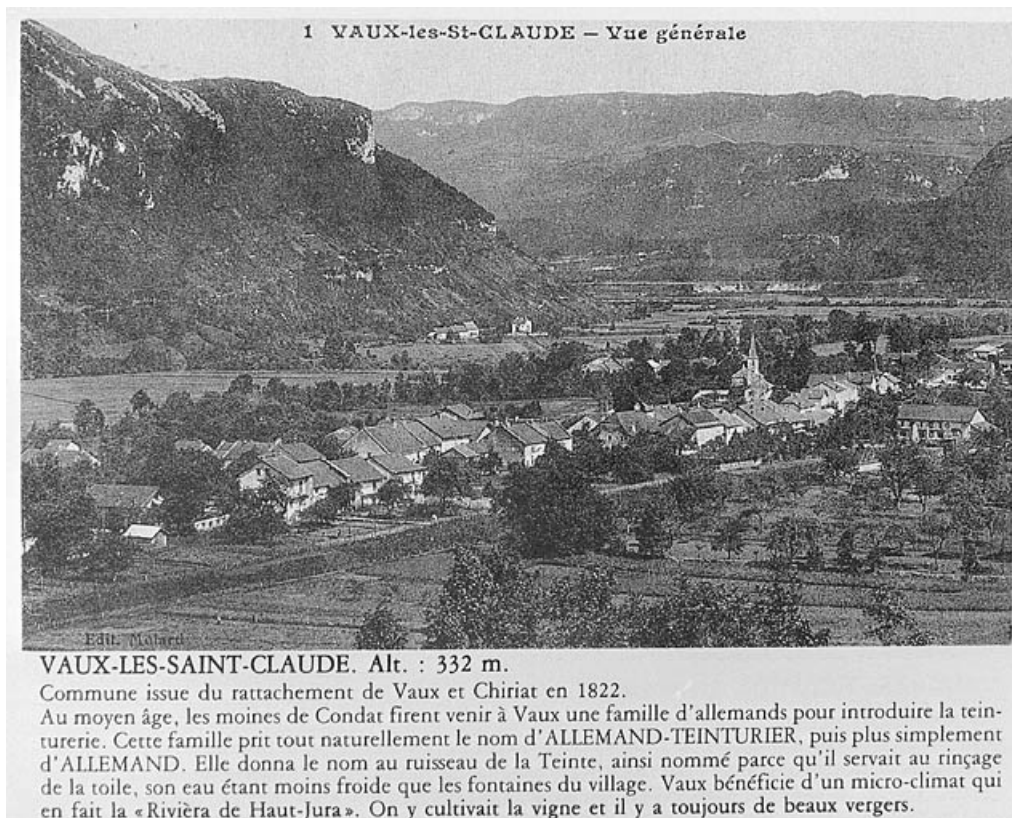 1 VAUX-les-St-CLAUDE – Vue générale
Edit. Molard
VAUX-LES-SAINT-CLAUDE. Alt. : 332 m.
Commune issue du rattachement de Vaux et Chiriat en 1822.
Au moyen âge, les moines de Condat firent venir à Vaux une famille d'allemands pour introduire la tein-
turerie. Cette famille prit tout naturellement le nom d'ALLEMAND-TEINTURIER, puis plus simplement
d'ALLEMAND. Elle donna le nom au ruisseau de la Teinte, ainsi nommé parce qu'il servait au rinçage
de la toile, son eau étant moins froide que les fontaines du village. Vaux bénéficie d'un micro-climat qui
en fait la «Rivièra de Haut-Jura». On y cultivait la vigne et il y a toujours de beaux vergers.